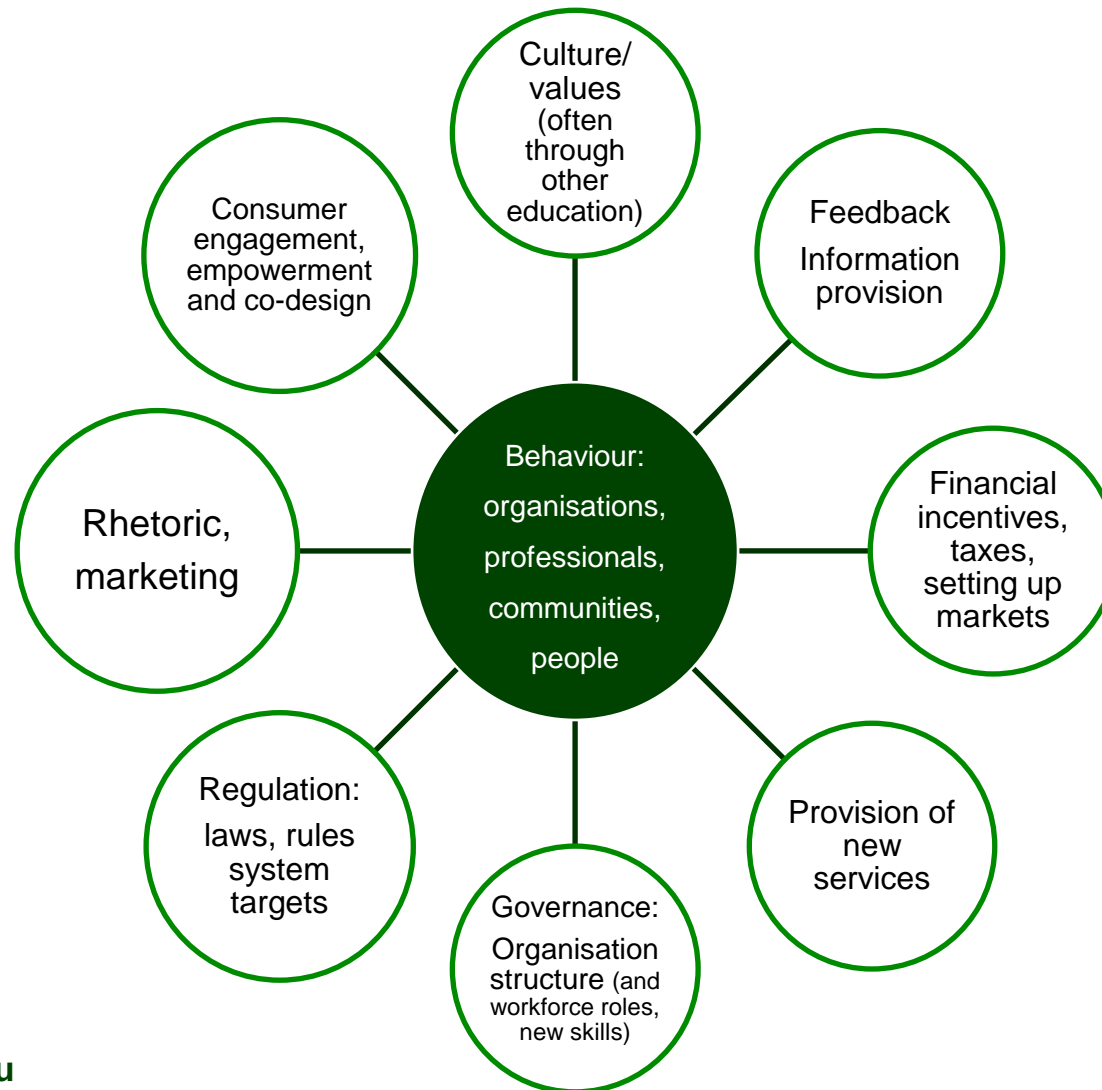 Culture/
values
(often
through
other
education)
Feedback
Information
provision
Financial
incentives,
taxes,
setting up
markets
Provision of
new
services
Governance:
Organisation
structure (and
workforce roles,
new skills)
Regulation:
laws, rules
system
targets
Rhetoric,
marketing
Consumer
engagement,
empowerment
and co-design
Behaviour:
organisations,
professionals,
communities,
people
u